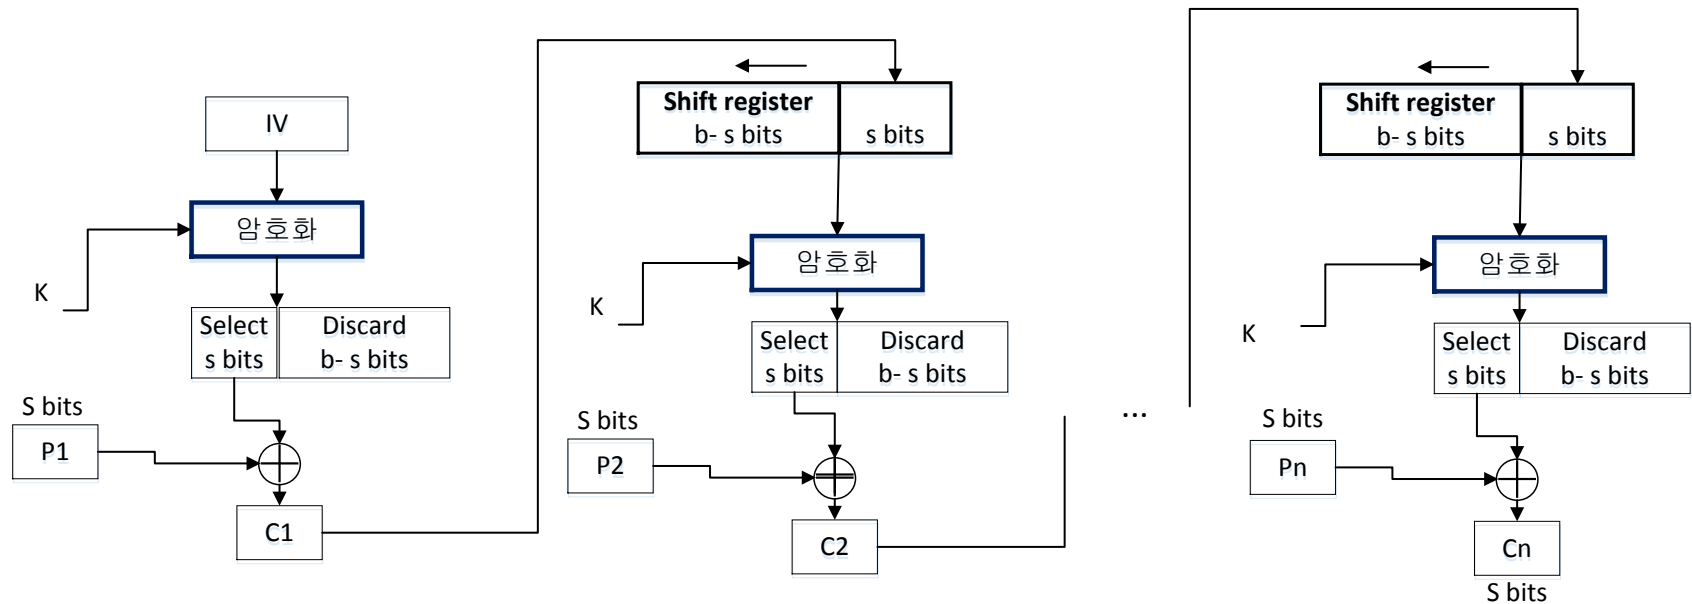 IV
암호화
K
Select
s bits
Discard
b- s bits
S bits
P1
C1
Shift register
b- s bits
s bits
암호화
K
Select
s bits
Discard
b- s bits
S bits
P2
C2
...
Shift register
b- s bits
s bits
암호화
K
Select
s bits
Discard
b- s bits
S bits
Pn
Cn
S bits